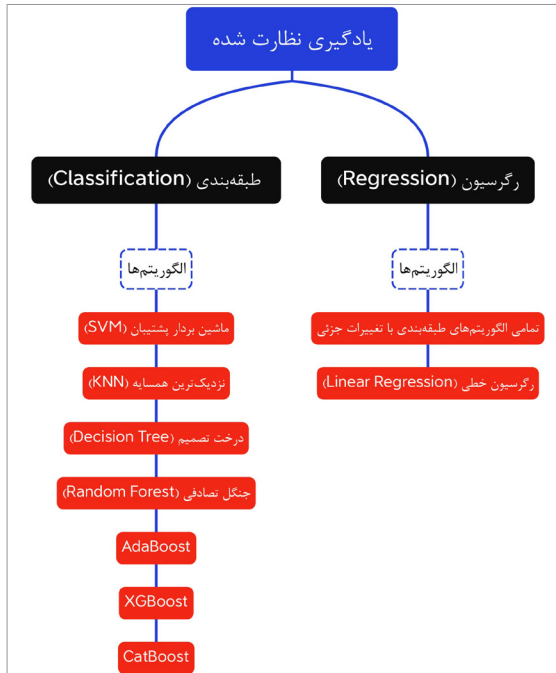 یادگیری نظارت شده
رگرسیون (Regression)
الگوریتم‌ها
تمامی الگوریتم‌های طبقه‌بندی با تغییرات جزئی
رگرسیون خطی (Linear Regression)
طبقه‌بندی (Classification)
الگوریتم‌ها
ماشین بردار پشتیبان (SVM)
نزدیک‌ترین همسایه (KNN)
درخت تصمیم (Decision Tree)
جنگل تصادفی (Random Forest)
AdaBoost
XGBoost
CatBoost